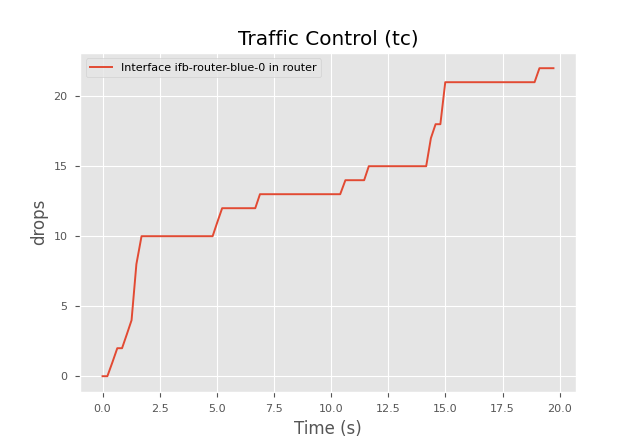 Traffic Control (tc)
Interface ifb-router-blue-0 in router
drops
20
15
10
5
0
0.0 2.5 5.0 7.5 10.0 12.5 15.0 17.5 20.0
Time (s)